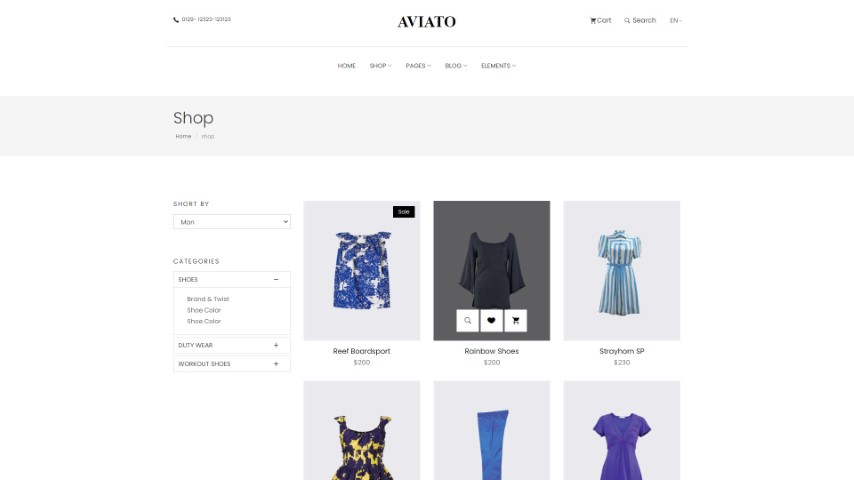 0129- 12323-123123
AVIATO
Cart
Search
EN
HOME
SHOP
PAGES
BLOG
ELEMENTS
Shop
Home / shop
SHORT BY
Man
CATEGORIES
SHOES
Brand & Twist
Shoe Color
Shoe Color
DUTY WEAR
WORKOUT SHOES
Sale
Reef Boardsport
$200
Rainbow Shoes
$200
Strayhorn SP
$230